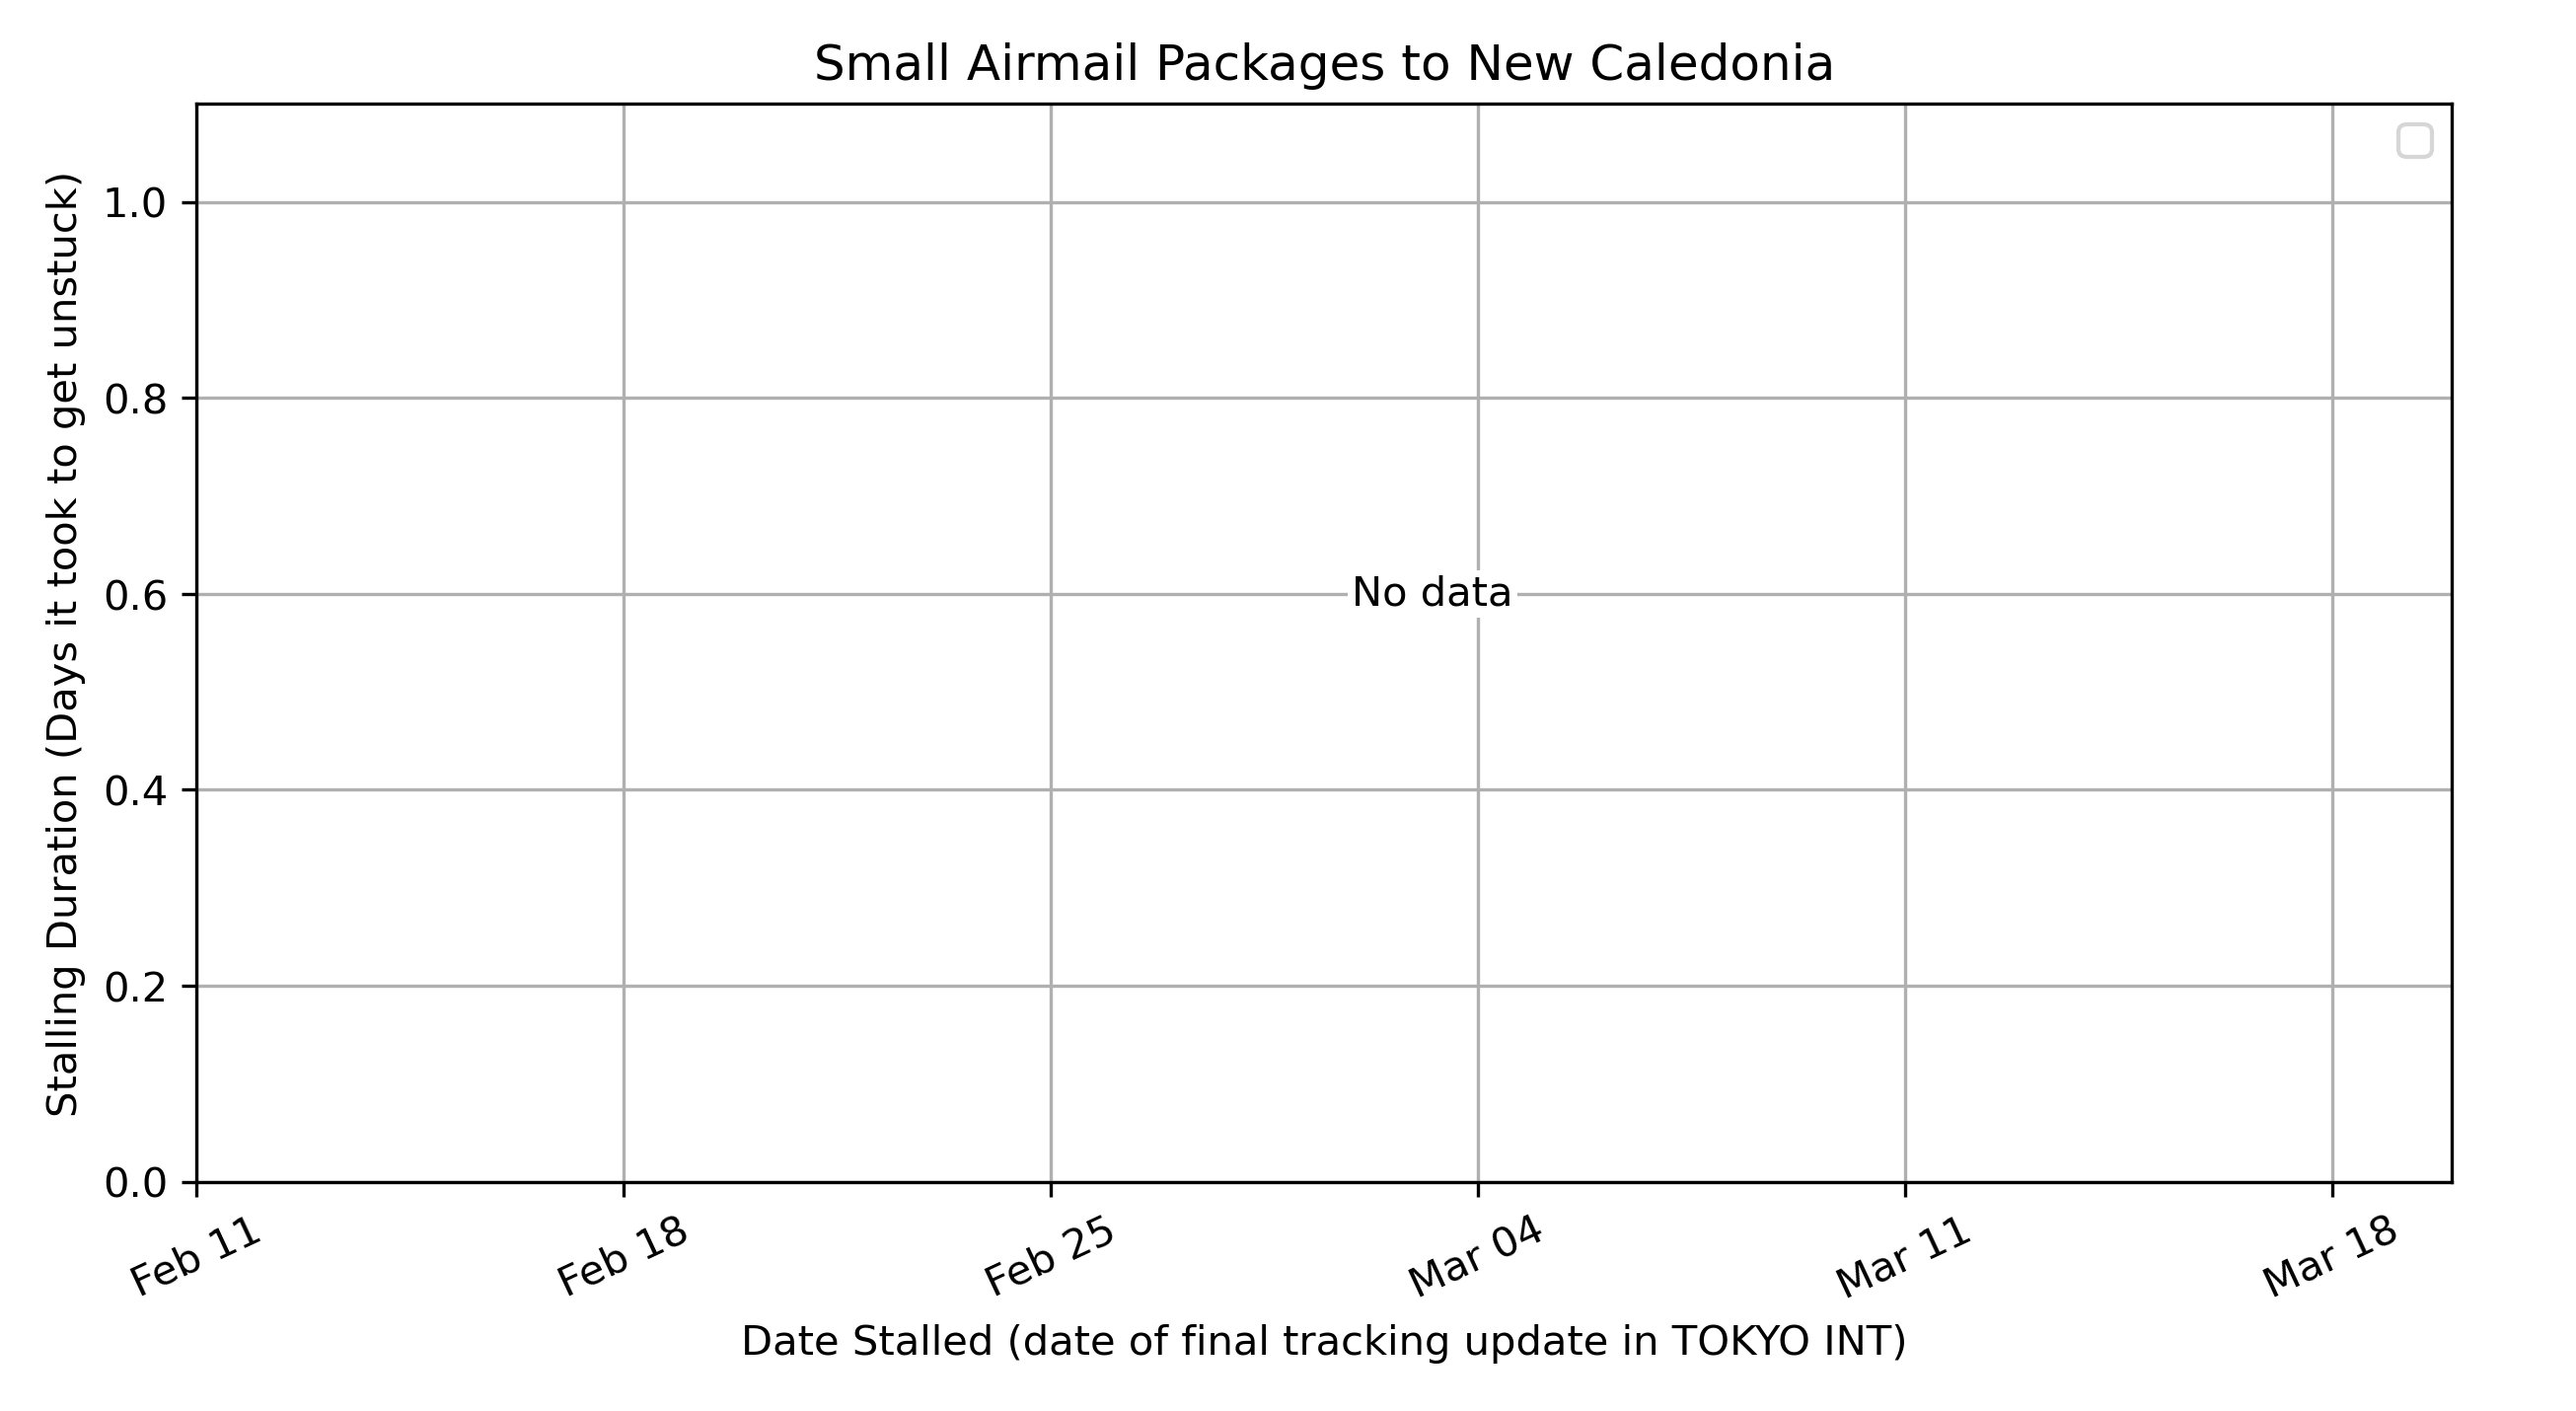 Small Airmail Packages to New Caledonia
Stalling Duration (Days it took to get unstuck)
1.0
0.8
0.6
0.4
0.2
0.0
No data
Feb 11
Feb 18
Feb 25
Mar 04
Mar 11
Mar 18
Date Stalled (date of final tracking update in TOKYO INT)